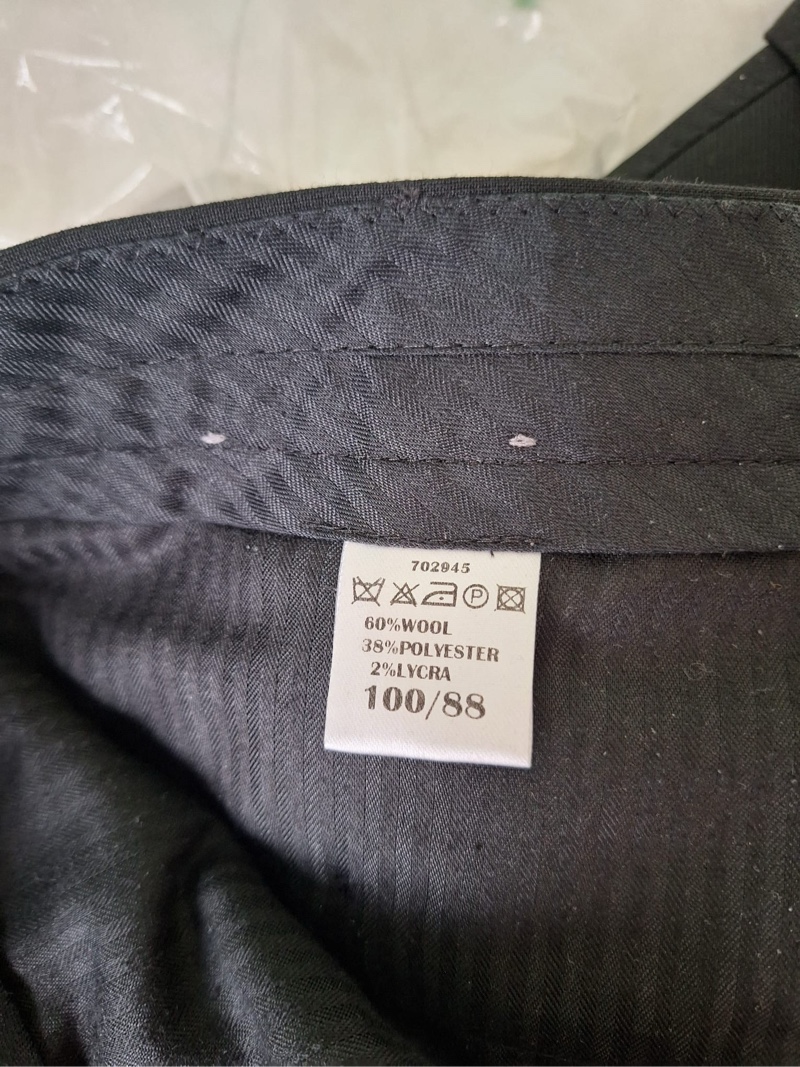 702945
P
60%WOOL
38%POLYESTER
2%LYCRA
100/88